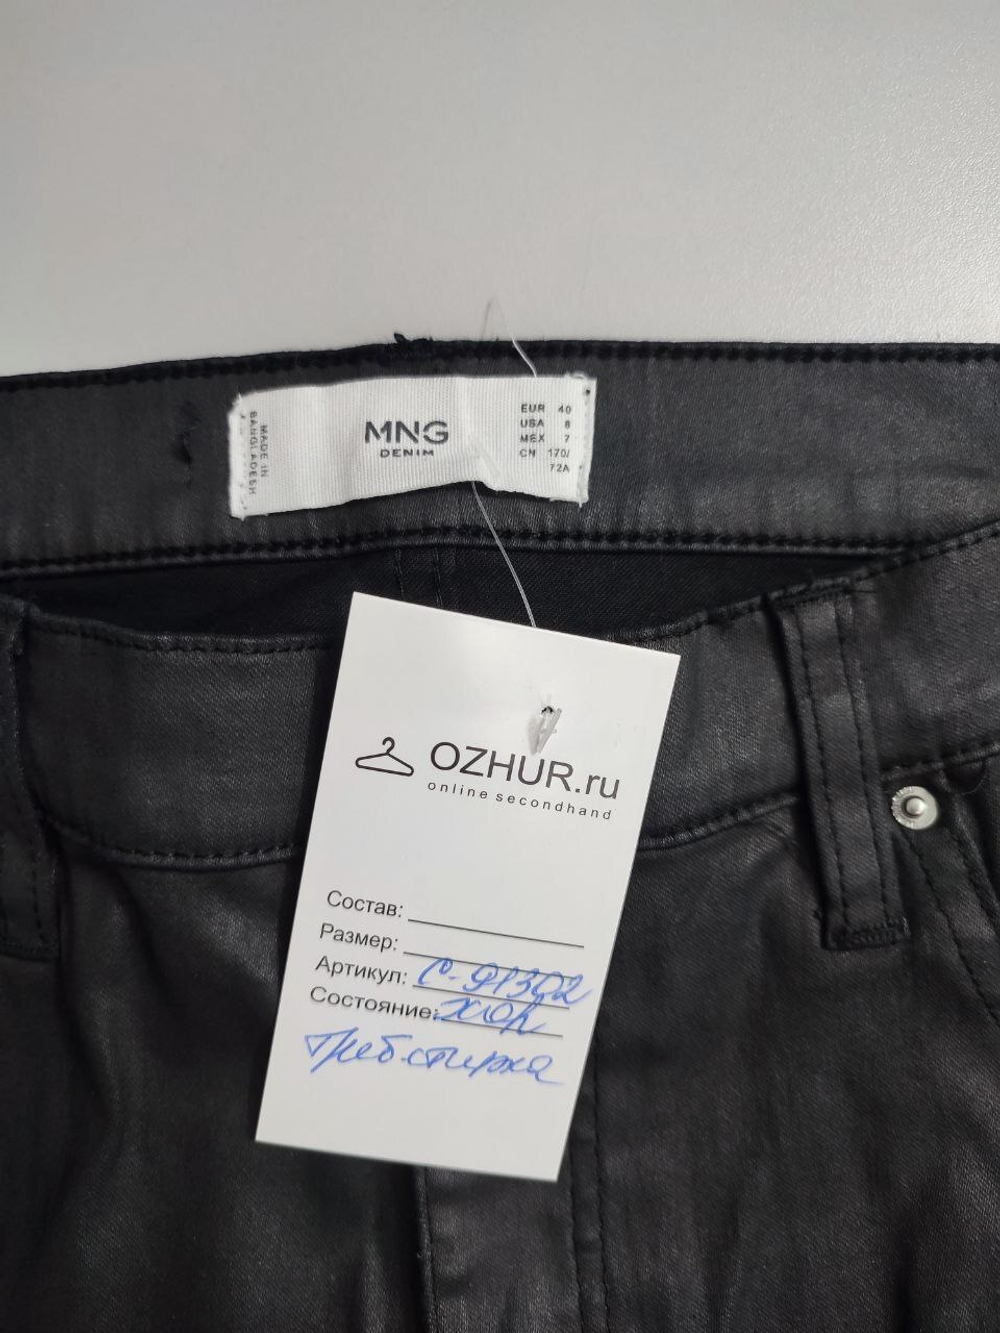 MADE IN
BANGLADESH
MNG
DENIM
EUR 40
USA 8
MEX 7
CN 170/
72A
OZHUR.ru
online secondhand
Состав:
Размер:
Артикул: С-91302
Состояние: хор
Треб.стирка